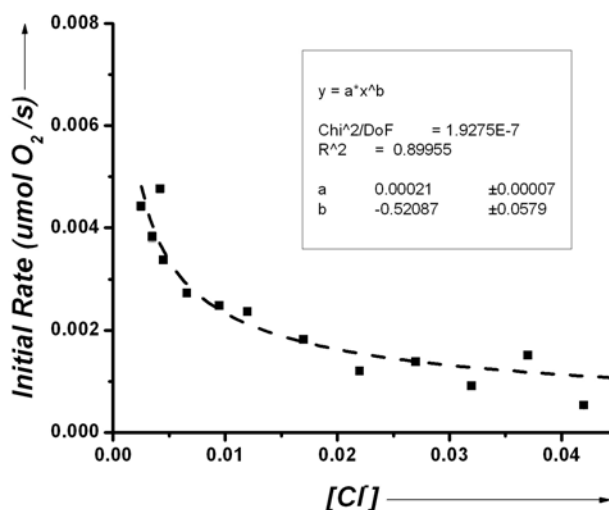 0.008
0.006
0.004
0.002
0.000
Initial Rate (umol O2 /s)
y = a*x^b
Chi^2/DoF = 1.9275E-7
R^2 = 0.89955
a 0.00021 ±0.00007
b -0.52087 ±0.0579
0.00 0.01 0.02 0.03 0.04
[Cl-]